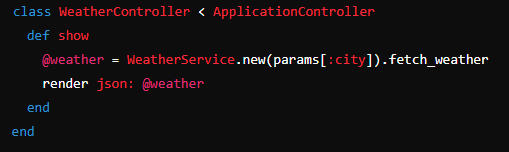 class WeatherController < ApplicationController
  def show
    @weather = WeatherService.new(params[:city]).fetch_weather
    render json: @weather
  end
end